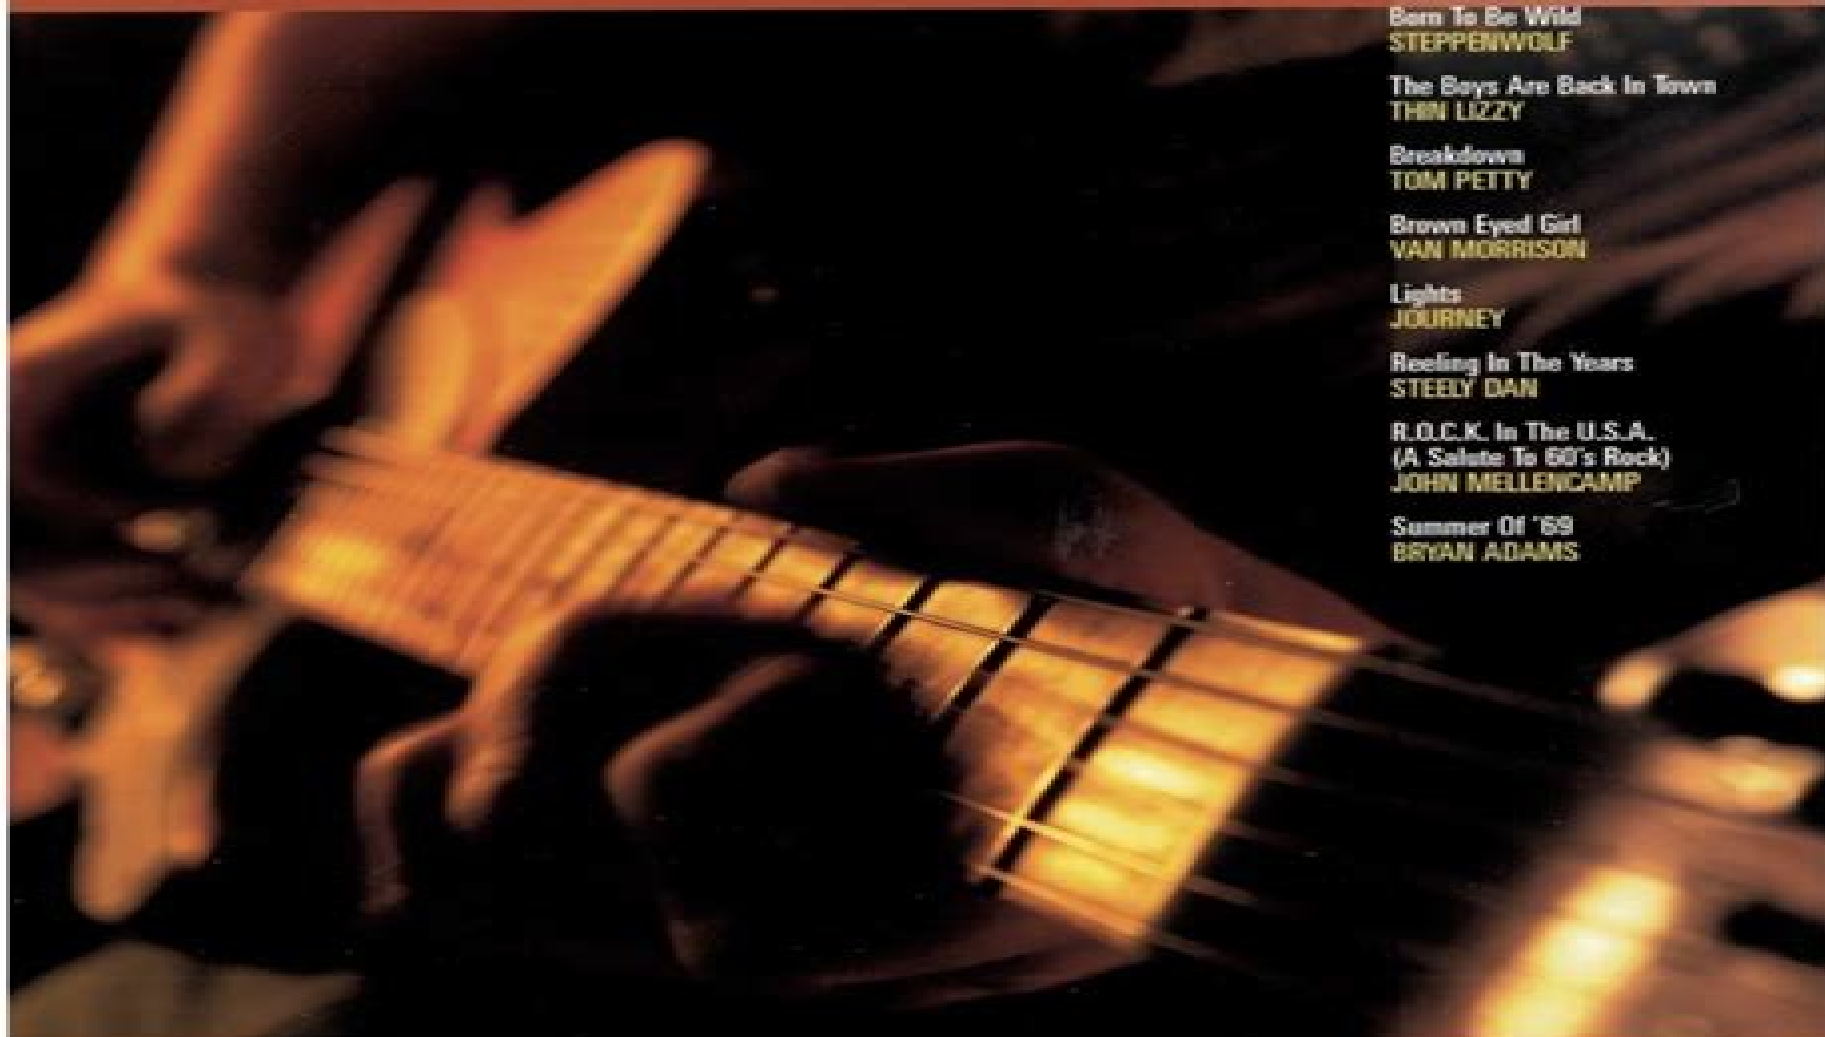 Born To Be Wild
STEPPENWOLF
The Boys Are Back In Town
THIN LIZZY
Breakdown
TOM PETTY
Brown Eyed Girl
VAN MORRISON
Lights
JOURNEY
Reeling In The Years
STEELY DAN
R.O.C.K. In The U.S.A.
(A Salute To 60's Rock)
JOHN MELLENCAMP
Summer Of '69
BRYAN ADAMS